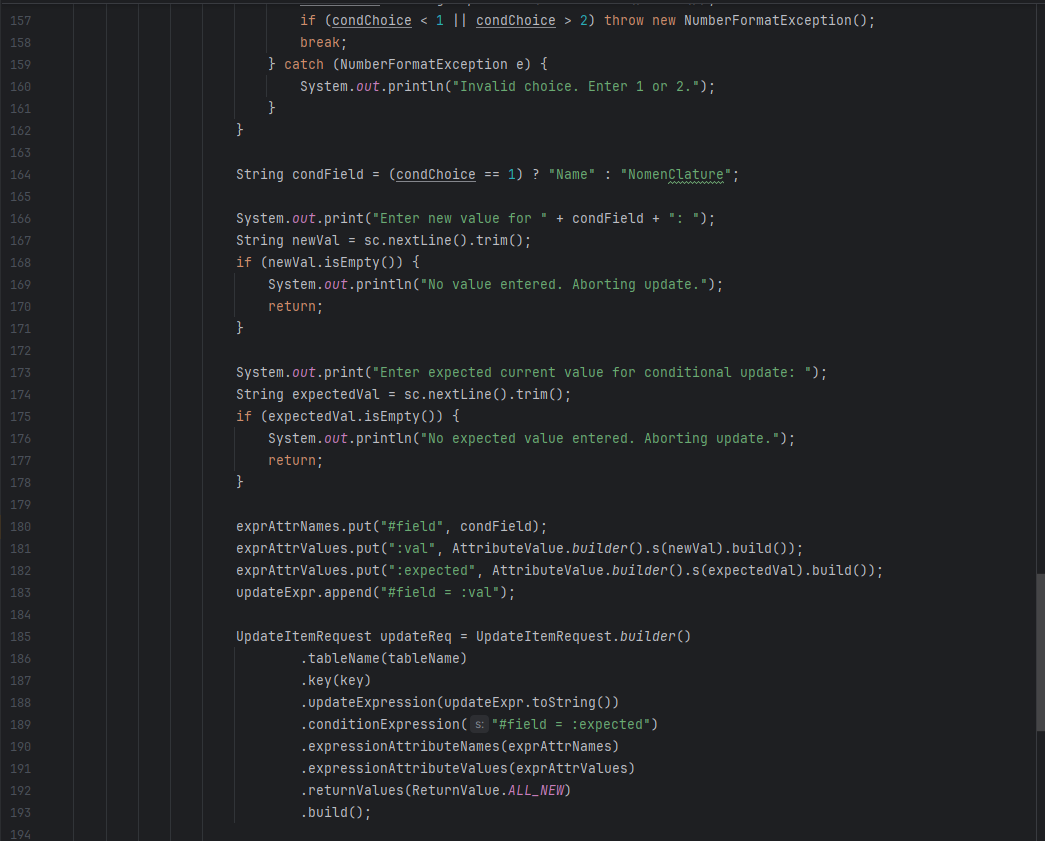 157 if (condChoice < 1 || condChoice > 2) throw new NumberFormatException();
158 break;
159 } catch (NumberFormatException e) {
160 System.out.println("Invalid choice. Enter 1 or 2.");
161 }
162 }
163
164 String condField = (condChoice == 1) ? "Name" : "NomenClature";
165
166 System.out.print("Enter new value for " + condField + ": ");
167 String newVal = sc.nextLine().trim();
168 if (newVal.isEmpty()) {
169 System.out.println("No value entered. Aborting update.");
170 return;
171 }
172
173 System.out.print("Enter expected current value for conditional update: ");
174 String expectedVal = sc.nextLine().trim();
175 if (expectedVal.isEmpty()) {
176 System.out.println("No expected value entered. Aborting update.");
177 return;
178 }
179
180 exprAttrNames.put("#field", condField);
181 exprAttrValues.put(":val", AttributeValue.builder().s(newVal).build());
182 exprAttrValues.put(":expected", AttributeValue.builder().s(expectedVal).build());
183 updateExpr.append("#field = :val");
184
185 UpdateItemRequest updateReq = UpdateItemRequest.builder()
186 .tableName(tableName)
187 .key(key)
188 .updateExpression(updateExpr.toString())
189 .conditionExpression( s: "#field = :expected")
190 .expressionAttributeNames(exprAttrNames)
191 .expressionAttributeValues(exprAttrValues)
192 .returnValues(ReturnValue.ALL_NEW)
193 .build();
194